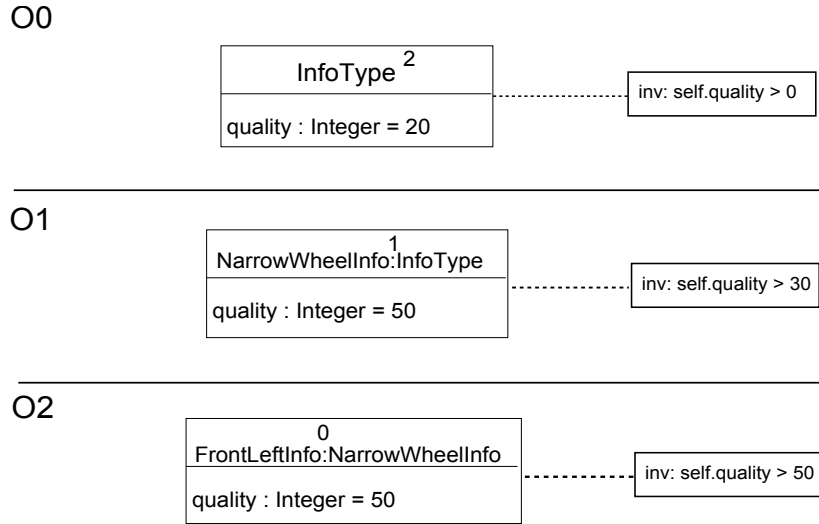 O0
InfoType 2
inv: self.quality > 0
quality : Integer = 20
O1
1
NarrowWheelInfo:InfoType
inv: self.quality > 30
quality : Integer = 50
O2
0
FrontLeftInfo:NarrowWheelInfo
inv: self.quality > 50
quality : Integer = 50